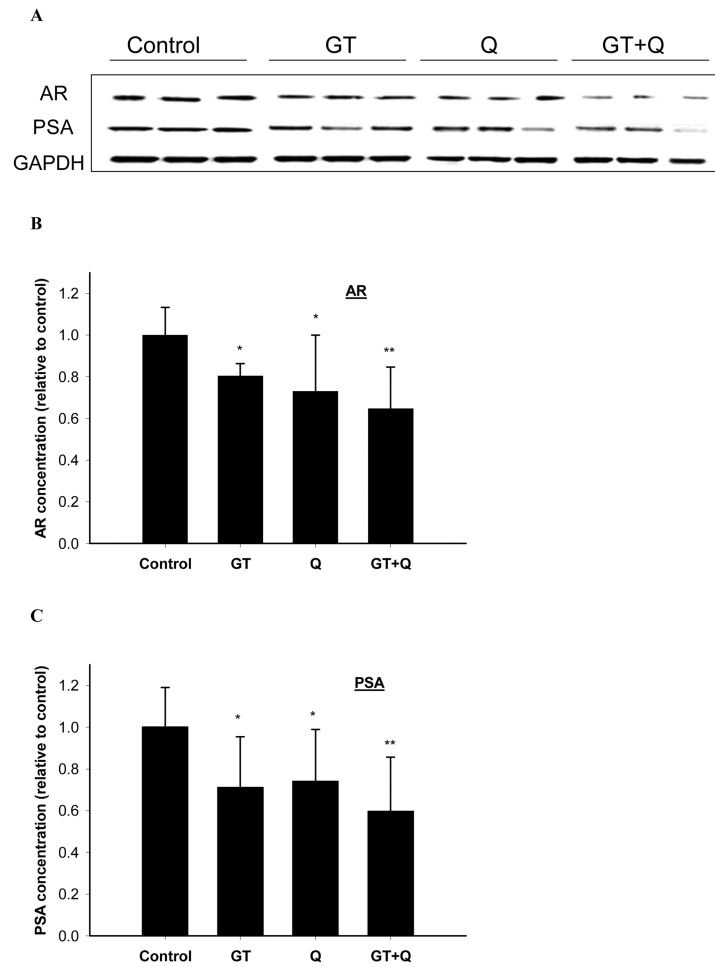 A
Control GT Q GT+Q
AR
PSA
GAPDH
B
AR concentration (relative to control)
AR
1.2
1.0
0.8
0.6
0.4
0.2
0.0
*
*
**
Control GT Q GT+Q
C
PSA concentration (relative to control)
PSA
1.2
1.0
0.8
0.6
0.4
0.2
0.0
*
*
**
Control GT Q GT+Q